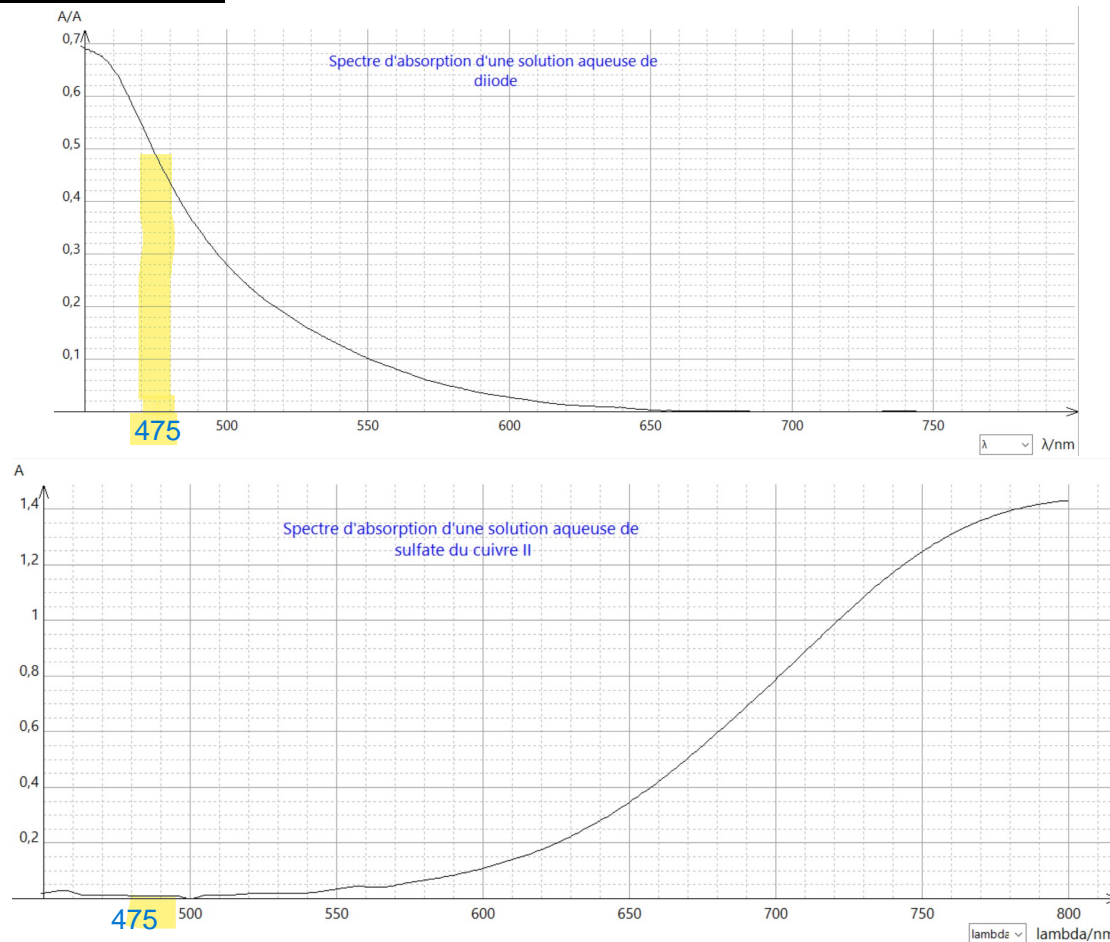 A/A
0,7
Spectre d'absorption d'une solution aqueuse de
diiode
0,6
0,5
0,4
0,3
0,2
0,1
475
500
550
600
650
700
750
λ
λ/nm
A
1,4
Spectre d'absorption d'une solution aqueuse de
sulfate du cuivre II
1,2
1
0,8
0,6
0,4
0,2
475
500
550
600
650
700
750
800
lambda
lambda/nm